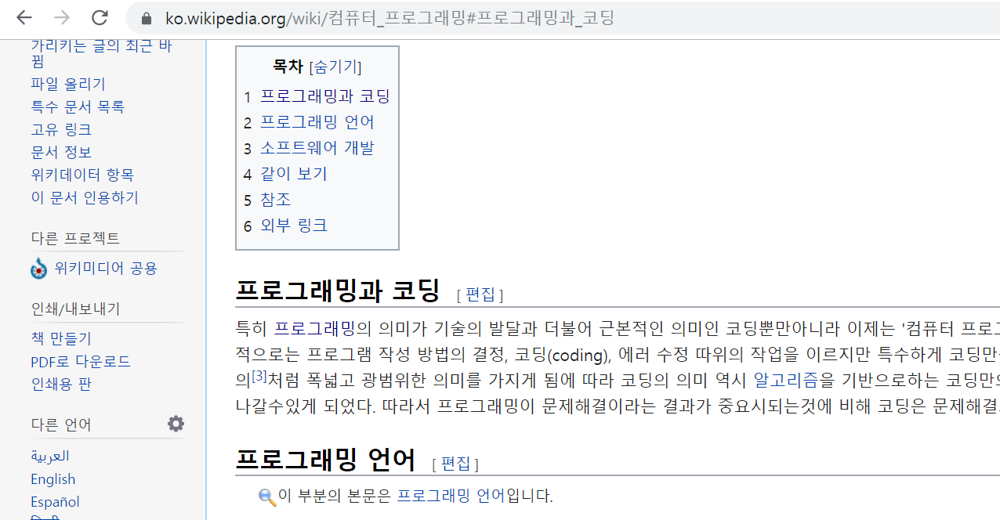 ko.wikipedia.org/wiki/컴퓨터_프로그래밍#프로그래밍과_코딩
가리키는 글의 최근 바
뀜
파일 올리기
특수 문서 목록
고유 링크
문서 정보
위키데이터 항목
이 문서 인용하기
다른 프로젝트
위키미디어 공용
인쇄/내보내기
책 만들기
PDF로 다운로드
인쇄용 판
다른 언어
العربية
English
Español
목차 [숨기기]
1 프로그래밍과 코딩
2 프로그래밍 언어
3 소프트웨어 개발
4 같이 보기
5 참조
6 외부 링크
프로그래밍과 코딩 [ 편집 ]
특히 프로그래밍의 의미가 기술의 발달과 더불어 근본적인 의미인 코딩뿐만아니라 이제는 '컴퓨터 프로그
적으로는 프로그램 작성 방법의 결정, 코딩(coding), 에러 수정 따위의 작업을 이르지만 특수하게 코딩만
의[3]처럼 폭넓고 광범위한 의미를 가지게 됨에 따라 코딩의 의미 역시 알고리즘을 기반으로하는 코딩만으
나갈수있게 되었다. 따라서 프로그래밍이 문제해결이라는 결과가 중요시되는것에 비해 코딩은 문제해결
프로그래밍 언어 [ 편집 ]
이 부분의 본문은 프로그래밍 언어입니다.